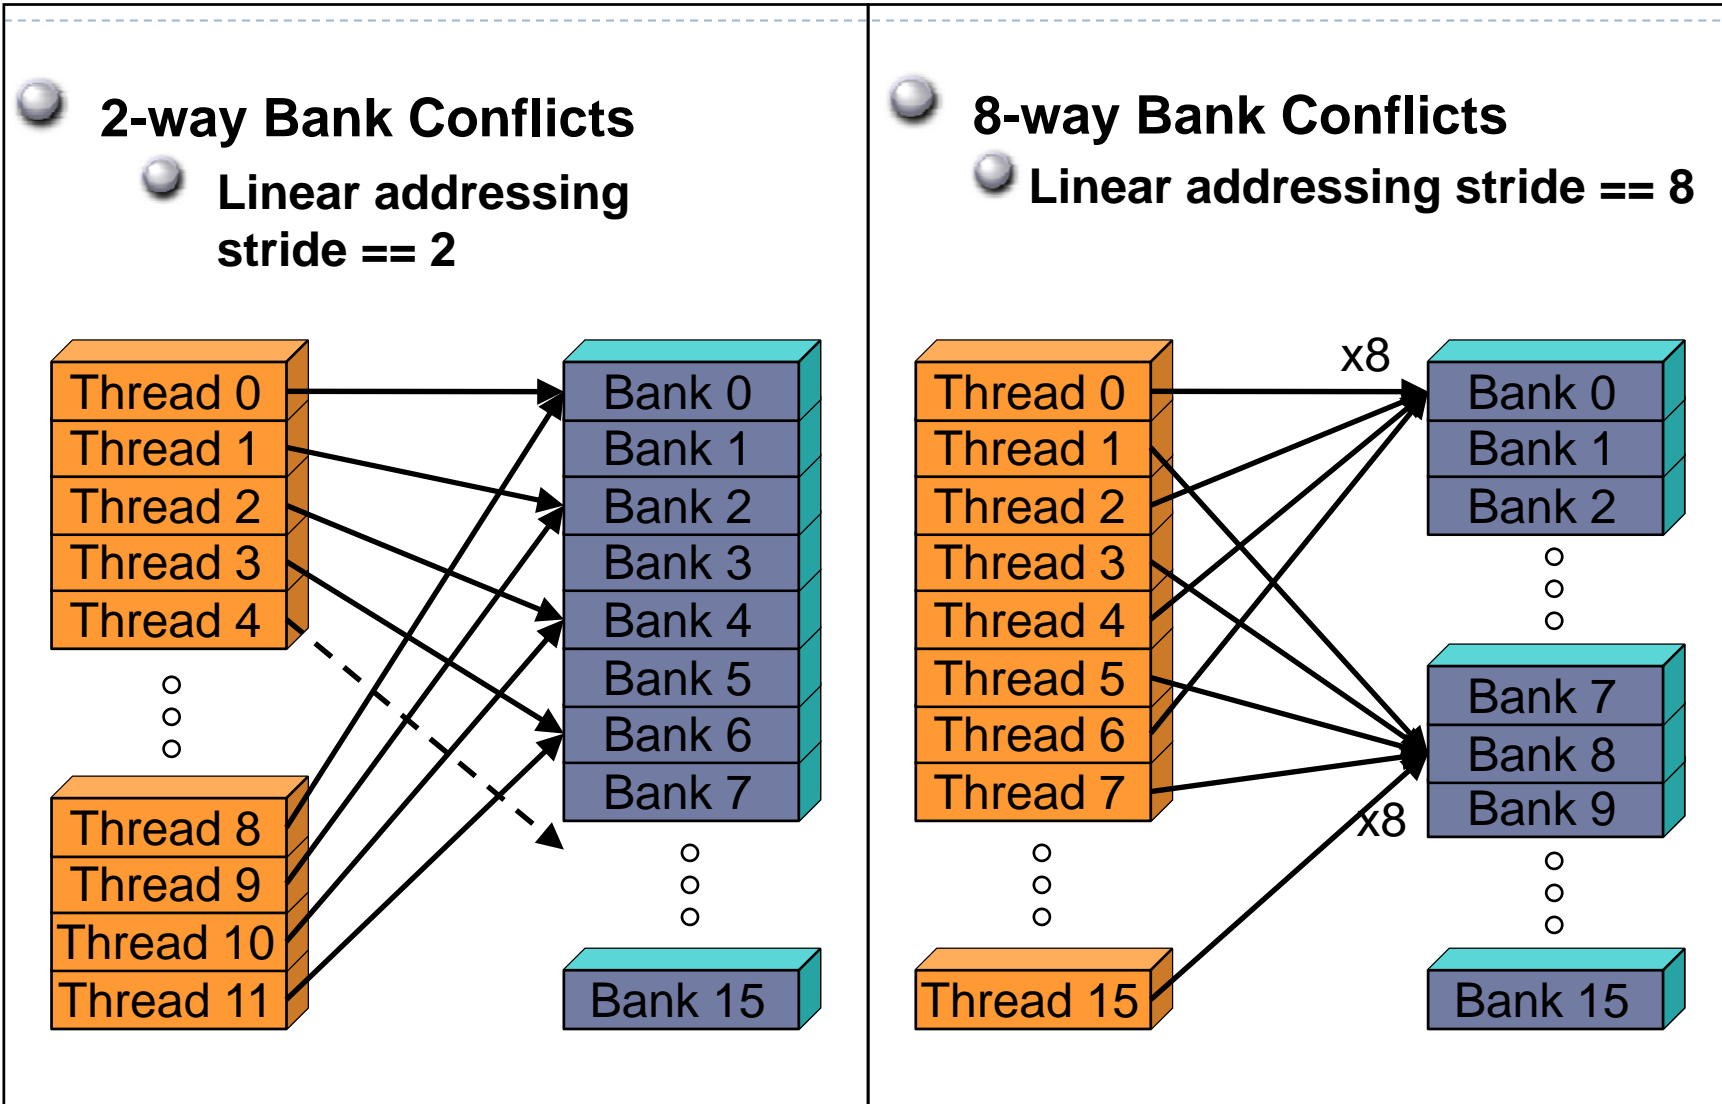 2-way Bank Conflicts
Linear addressing
stride == 2
Thread 0
Thread 1
Thread 2
Thread 3
Thread 4
Thread 8
Thread 9
Thread 10
Thread 11
Bank 0
Bank 1
Bank 2
Bank 3
Bank 4
Bank 5
Bank 6
Bank 7
Bank 15
8-way Bank Conflicts
Linear addressing stride == 8
Thread 0
Thread 1
Thread 2
Thread 3
Thread 4
Thread 5
Thread 6
Thread 7
Thread 15
x8
x8
Bank 0
Bank 1
Bank 2
Bank 7
Bank 8
Bank 9
Bank 15